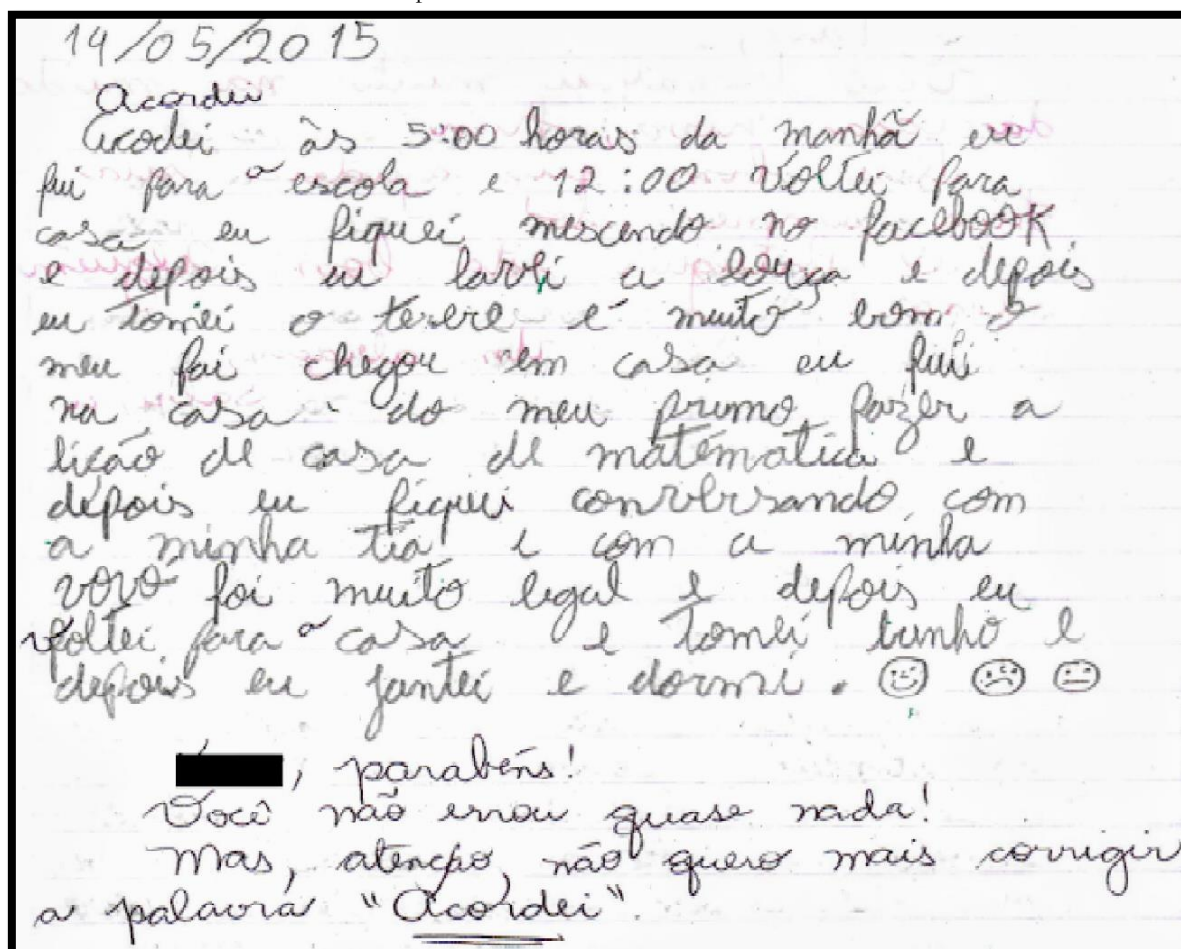 14/05/2015
Acordei
Acodei às 5:00 horas da manhã eu
fui para a escola e 12:00 voltei para
casa eu fiquei mescendo no facebook
e depois eu lavei a louça e depois
eu tomei o terere é muito bom o
meu pai chegou em casa eu fui
na casa do meu primo fazer a
lição de casa de matemática e
depois eu fiquei conversando com
a minha tia e com a minha
vovó foi muito legal e depois eu
voltei para a casa e tomei banho e
depois eu jantei e dormi.
, parabéns!
Você não errou quase nada!
Mas, atenção, não quero mais corrigir
a palavra "Acordei".